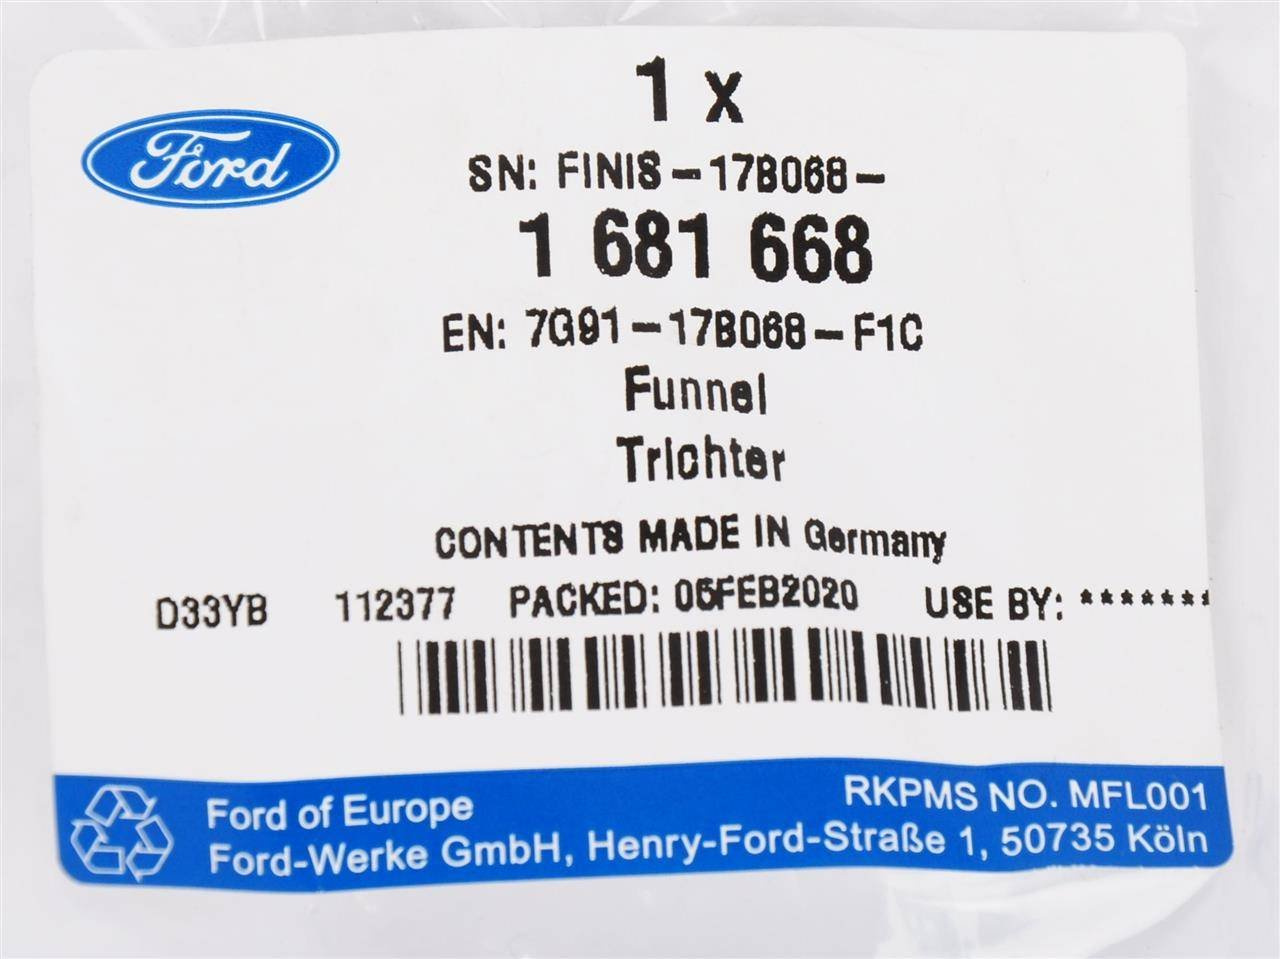 Ford
1 x
SN: FINIS-17B068-
1 681 668
EN: 7G91-17B068-F1C
Funnel
Trichter
CONTENTS MADE IN Germany
D33YB 112377 PACKED: 06FEB2020 USE BY: *******
Ford of Europe RKPMS NO. MFL001
Ford-Werke GmbH, Henry-Ford-Straße 1, 50735 Köln